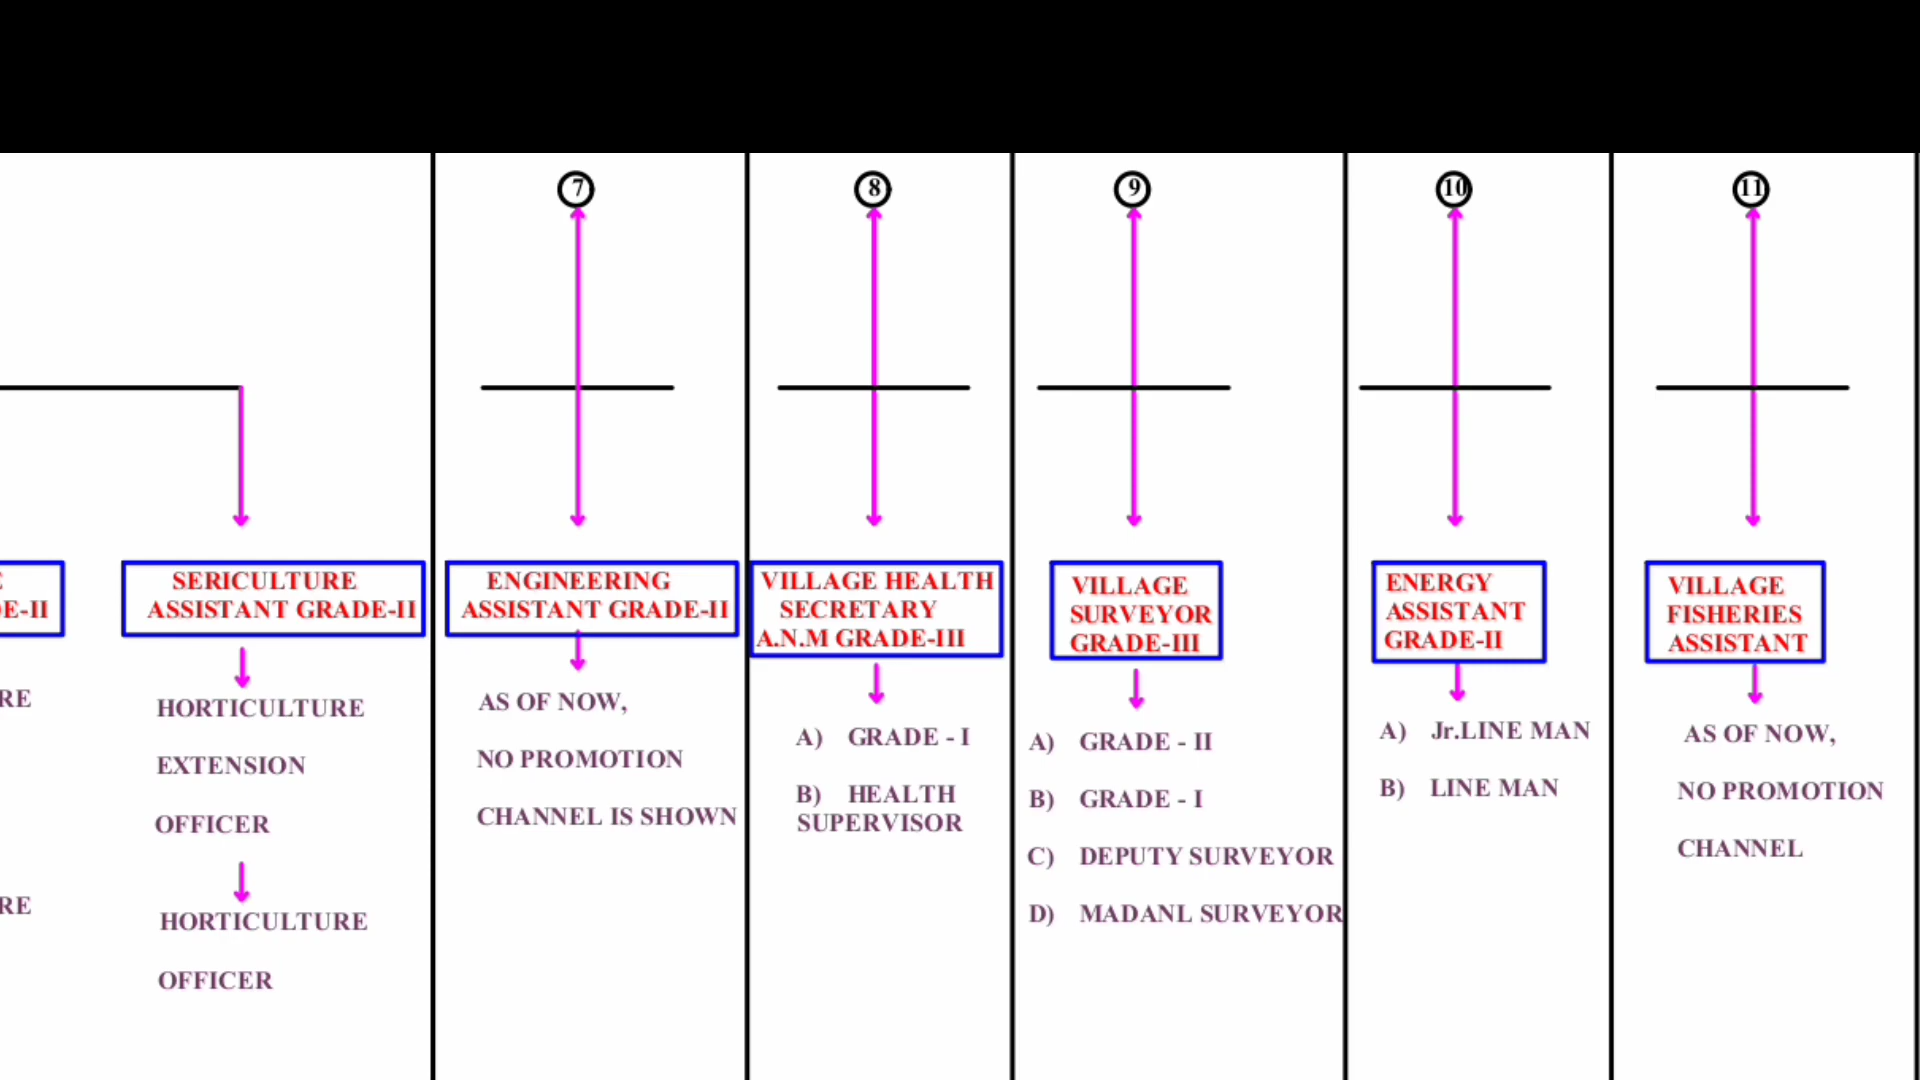 7
8
9
10
11
E
DE-II
RE
RE
SERICULTURE
ASSISTANT GRADE-II
HORTICULTURE
EXTENSION
OFFICER
HORTICULTURE
OFFICER
ENGINEERING
ASSISTANT GRADE-II
AS OF NOW,
NO PROMOTION
CHANNEL IS SHOWN
VILLAGE HEALTH
SECRETARY
A.N.M GRADE-III
A) GRADE - I
B) HEALTH
SUPERVISOR
VILLAGE
SURVEYOR
GRADE-III
A) GRADE - II
B) GRADE - I
C) DEPUTY SURVEYOR
D) MADANL SURVEYOR
ENERGY
ASSISTANT
GRADE-II
A) Jr.LINE MAN
B) LINE MAN
VILLAGE
FISHERIES
ASSISTANT
AS OF NOW,
NO PROMOTION
CHANNEL